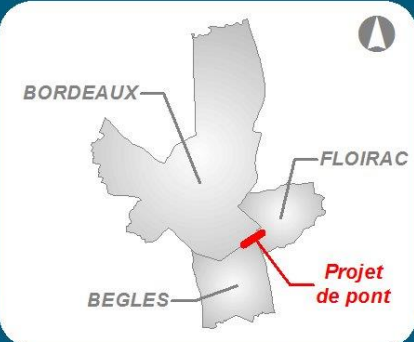 BORDEAUX
FLOIRAC
Projet
de pont
BEGLES